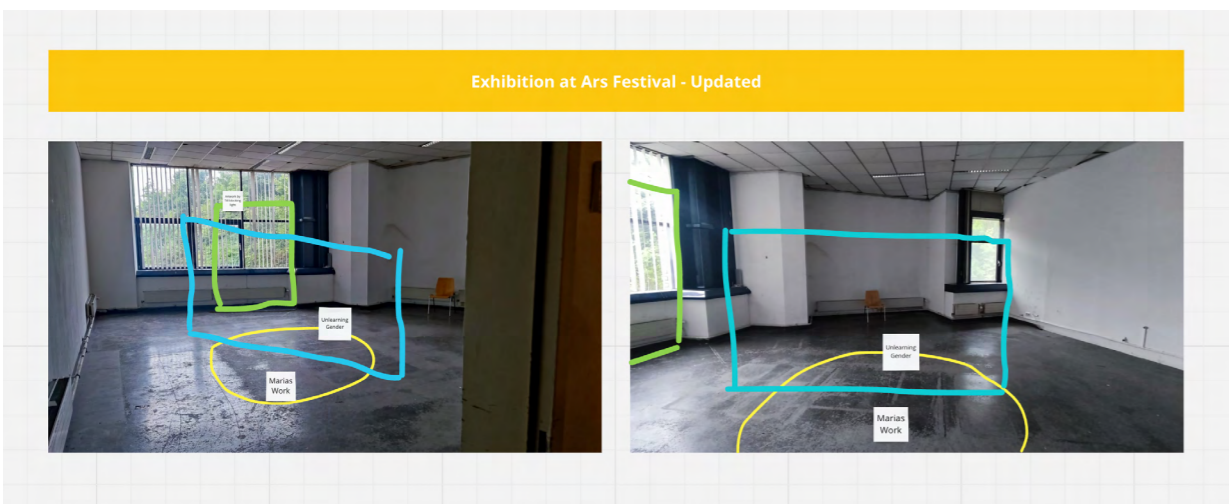 Exhibition at Ars Festival - Updated
Unlearning
Gender
Marias
Work
Unlearning
Gender
Marias
Work